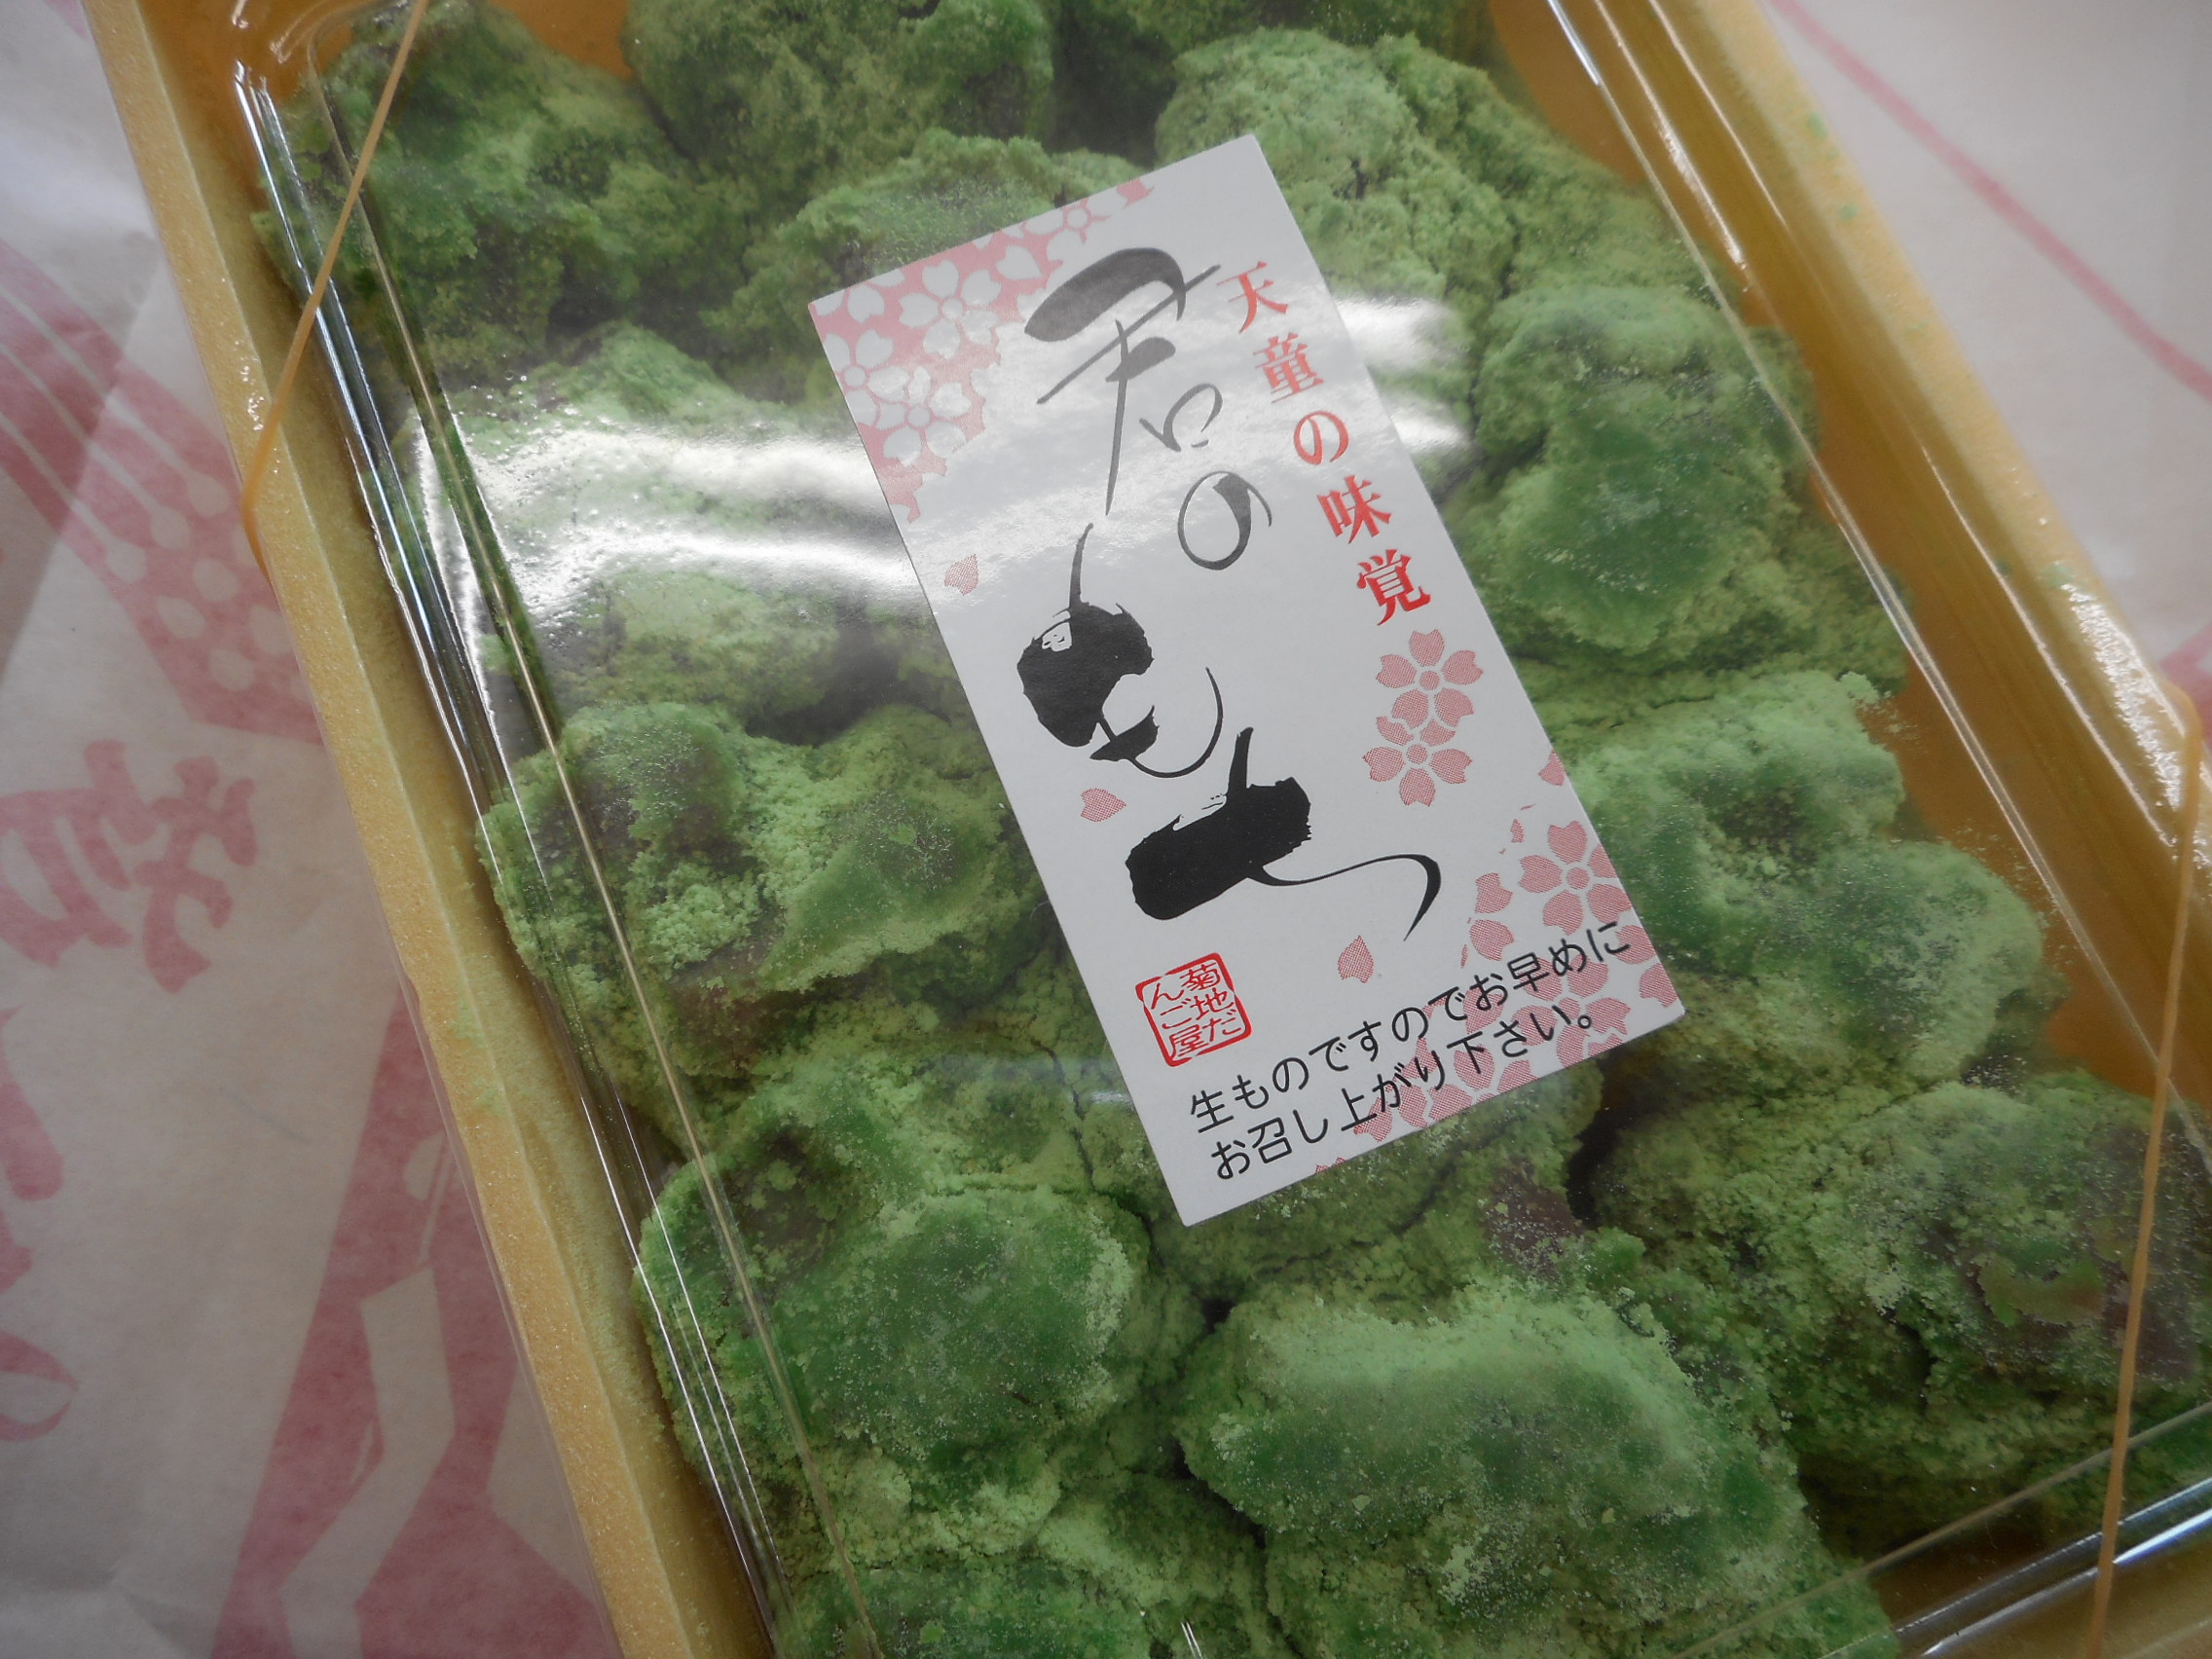 天童の味覚
君のもち
菊地だ
んご屋
生ものですのでお早めに
お召し上がり下さい。